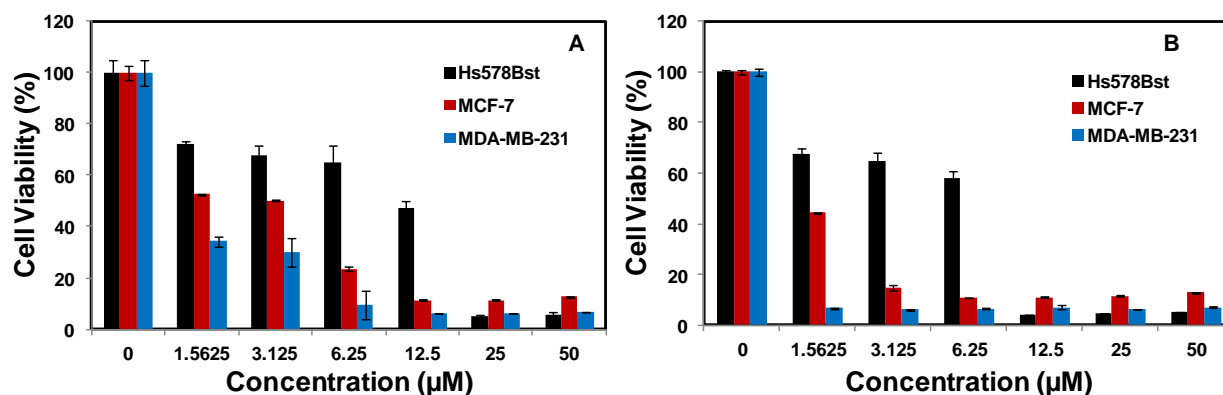 A
Cell Viability (%)
120
100
80
60
40
20
0
Hs578Bst
MCF-7
MDA-MB-231
0 1.5625 3.125 6.25 12.5 25 50
Concentration (µM)
B
Cell Viability (%)
120
100
80
60
40
20
0
Hs578Bst
MCF-7
MDA-MB-231
0 1.5625 3.125 6.25 12.5 25 50
Concentration (µM)